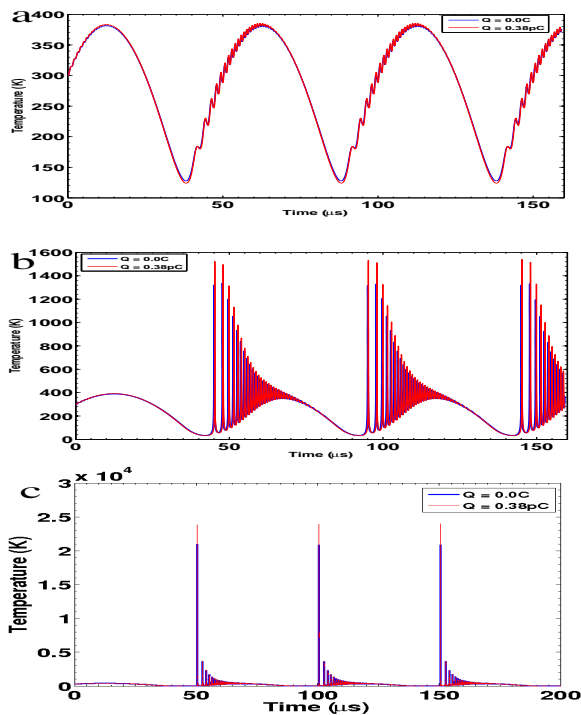 a
400
350
300
250
200
150
100
Temperature (K)
Q = 0.0C
Q = 0.38pC
0
50
100
150
Time (μs)
b
1600
1400
1200
1000
800
600
400
200
0
Temperature (K)
Q = 0.0C
Q = 0.38pC
0
50
100
150
Time (μs)
c
x 10⁴
3
2.5
2
1.5
1
0.5
0
Temperature (K)
Q = 0.0C
Q = 0.38pC
0
50
100
150
200
Time (μs)